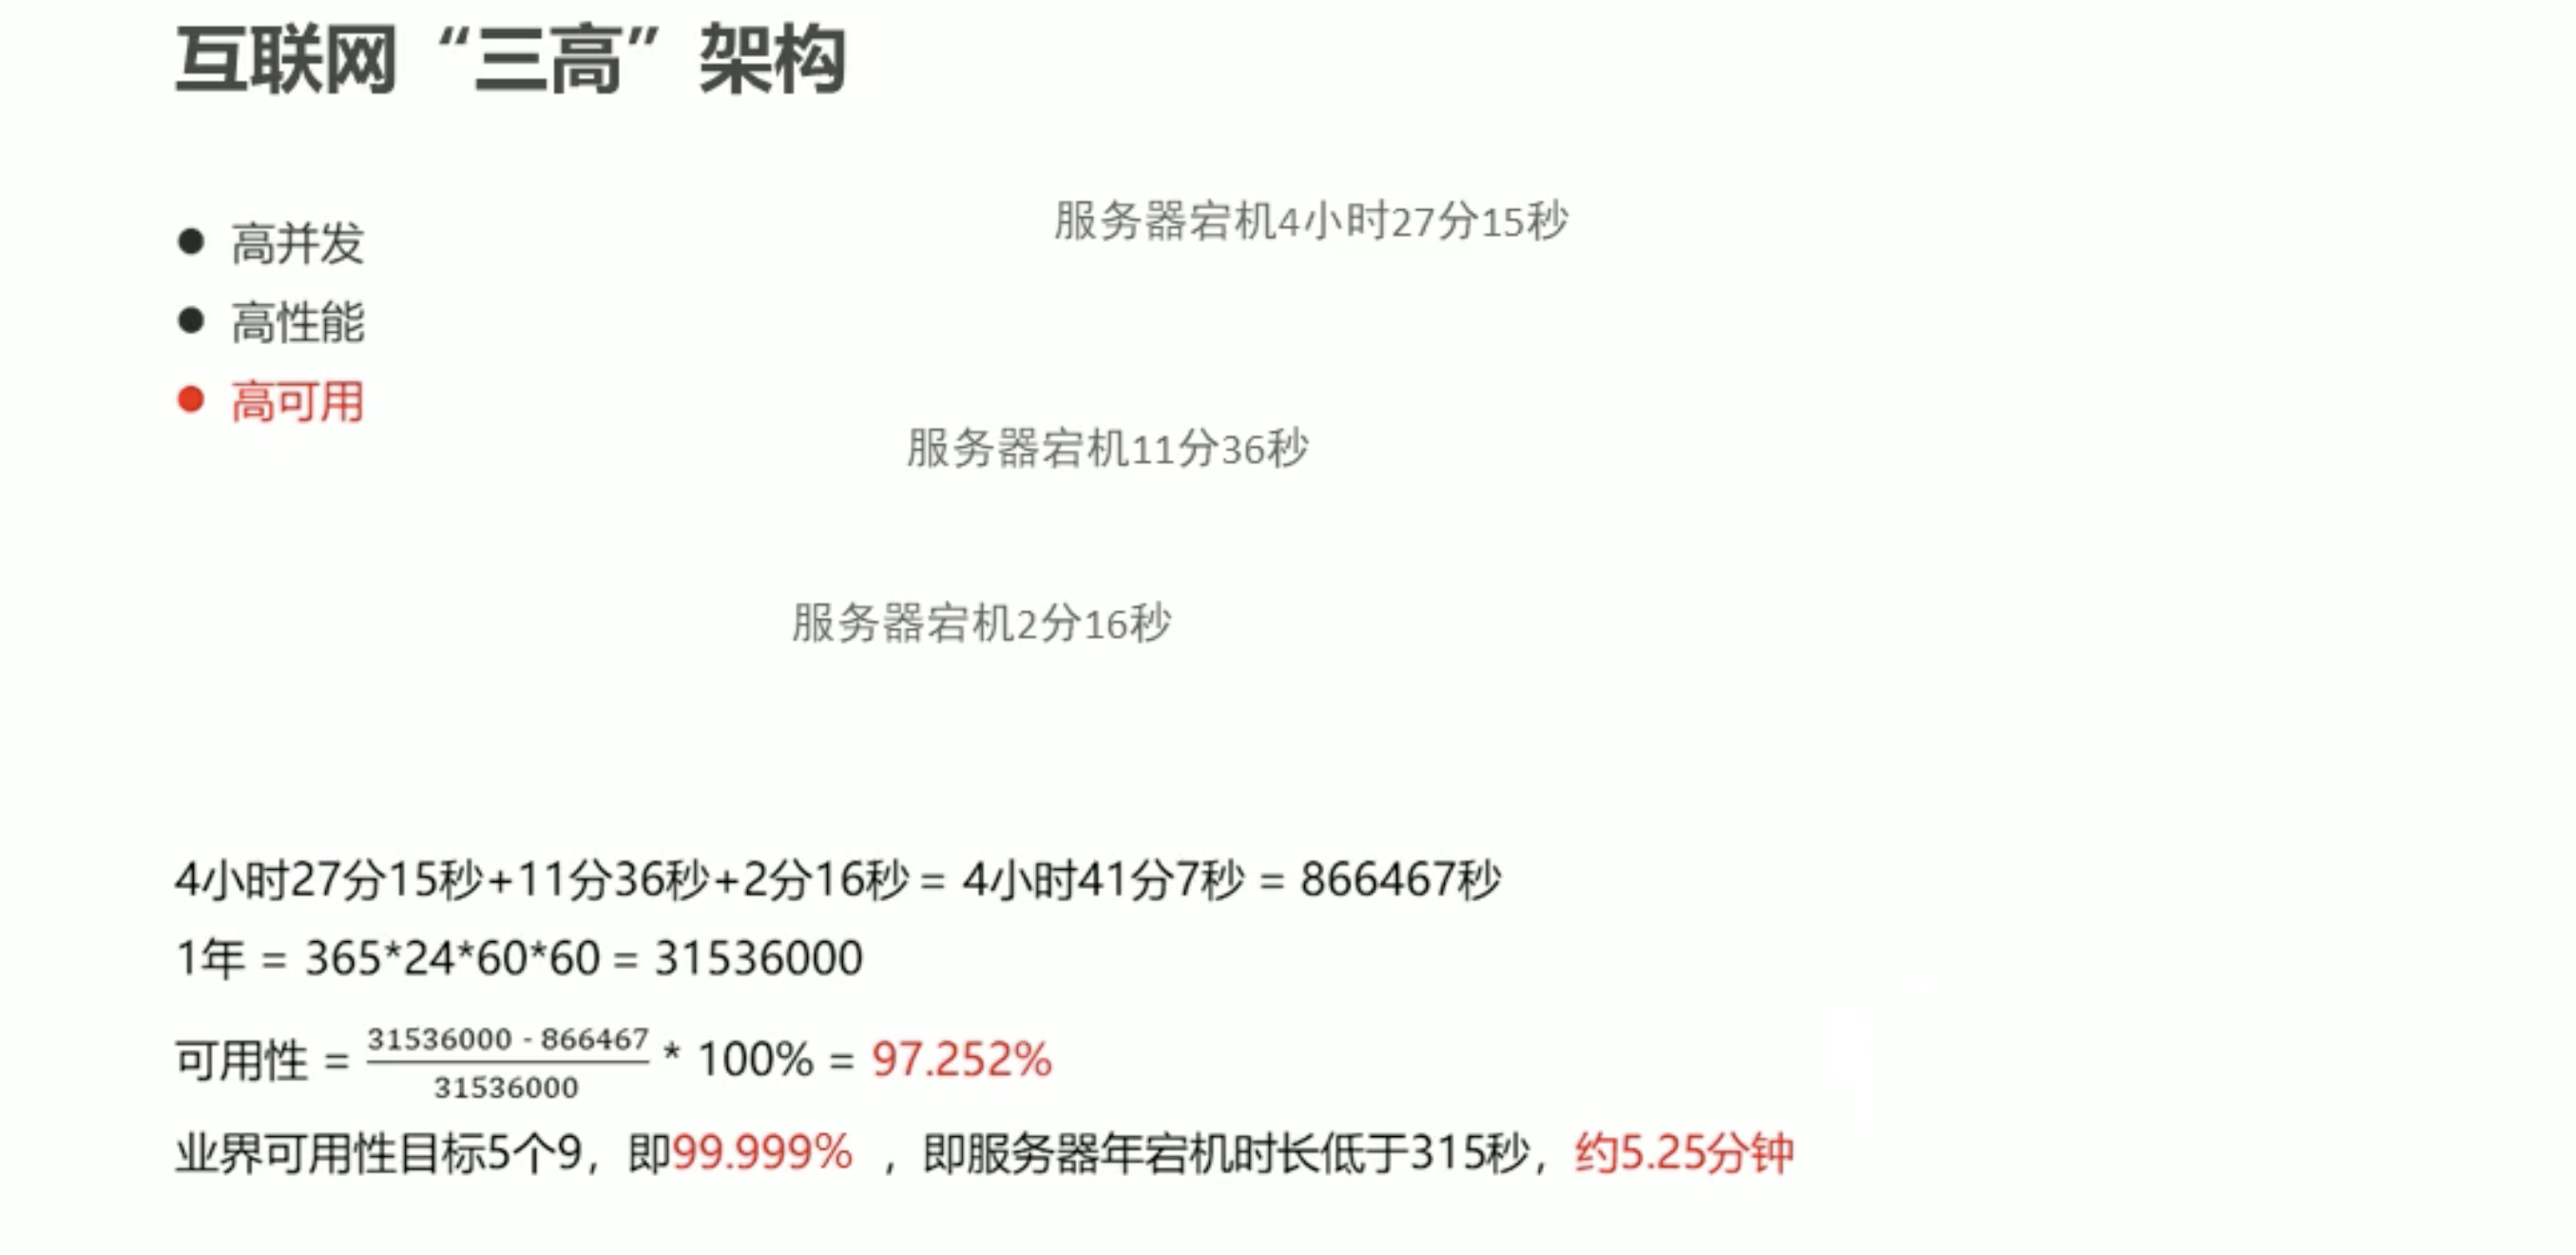 互联网“三高”架构
● 高并发
● 高性能
● 高可用
服务器宕机4小时27分15秒
服务器宕机11分36秒
服务器宕机2分16秒
4小时27分15秒+11分36秒+2分16秒 = 4小时41分7秒 = 866467秒
1年 = 365*24*60*60 = 31536000
可用性 = (31536000 - 866467) / 31536000 * 100% = 97.252%
业界可用性目标5个9，即99.999% ，即服务器年宕机时长低于315秒，约5.25分钟